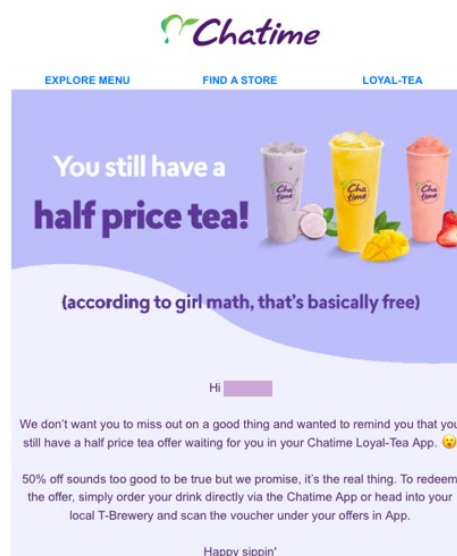 Chatime
EXPLORE MENU FIND A STORE LOYAL-TEA
You still have a
half price tea!
Cha
time
Cha
time
Cha
time
(according to girl math, that's basically free)
Hi
We don't want you to miss out on a good thing and wanted to remind you that you
still have a half price tea offer waiting for you in your Chatime Loyal-Tea App. 😮
50% off sounds too good to be true but we promise, it's the real thing. To redeem
the offer, simply order your drink directly via the Chatime App or head into your
local T-Brewery and scan the voucher under your offers in App.
Happy sippin'